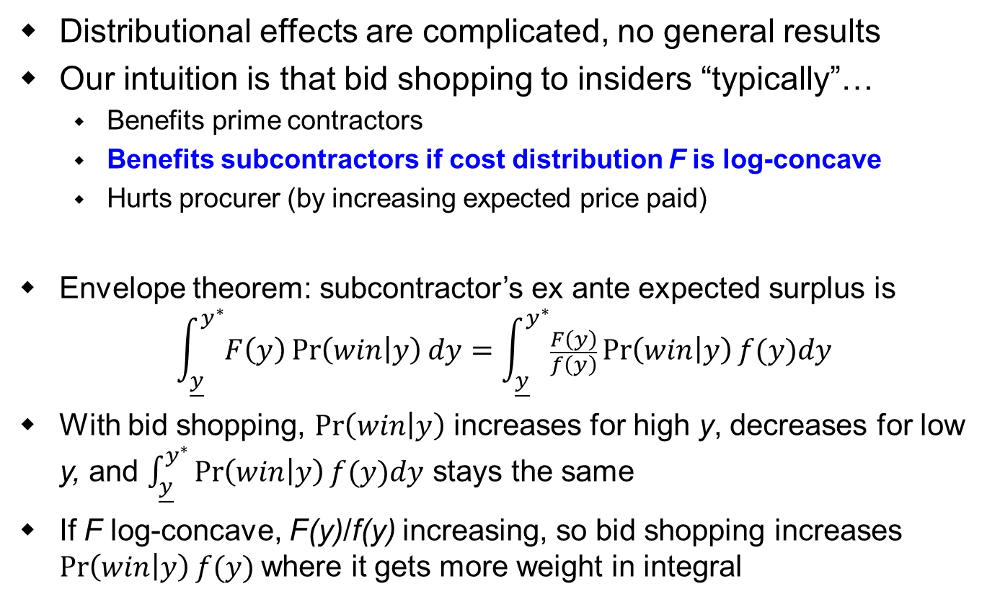 ◆ Distributional effects are complicated, no general results
◆ Our intuition is that bid shopping to insiders “typically”…
◆ Benefits prime contractors
◆ Benefits subcontractors if cost distribution F is log-concave
◆ Hurts procurer (by increasing expected price paid)
◆ Envelope theorem: subcontractor’s ex ante expected surplus is
∫_{\underline{y}}^{y*} F(y) Pr(win|y) dy = ∫_{\underline{y}}^{y*} \frac{F(y)}{f(y)} Pr(win|y) f(y)dy
◆ With bid shopping, Pr(win|y) increases for high y, decreases for low
y, and ∫_{\underline{y}}^{y*} Pr(win|y) f(y)dy stays the same
◆ If F log-concave, F(y)/f(y) increasing, so bid shopping increases
Pr(win|y) f(y) where it gets more weight in integral